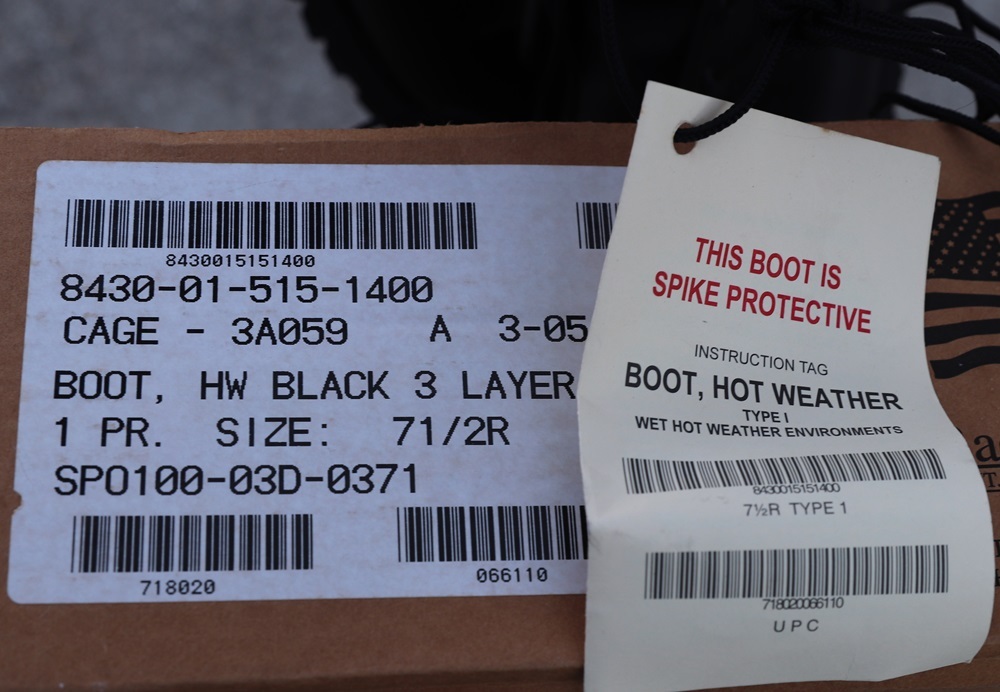 8430015151400
8430-01-515-1400
CAGE - 3A059 A 3-05
BOOT, HW BLACK 3 LAYER
1 PR. SIZE: 71/2R
SPO100-03D-0371
718020
066110
THIS BOOT IS
SPIKE PROTECTIVE
INSTRUCTION TAG
BOOT, HOT WEATHER
TYPE I
WET HOT WEATHER ENVIRONMENTS
8430015151400
7½R TYPE 1
718020066110
UPC